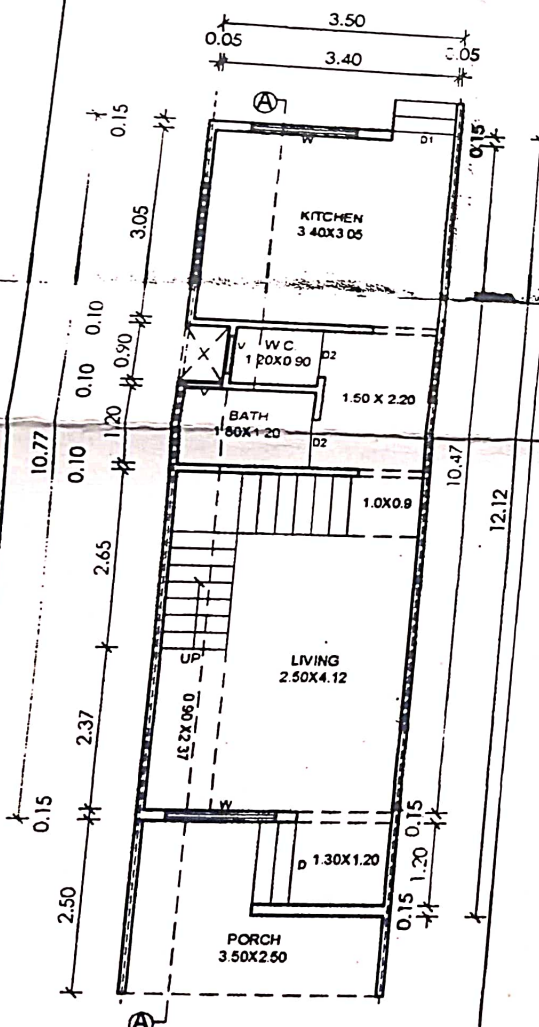 3.50
0.05
0.05
3.40
A
0.15
W
D1
0.15
3.05
KITCHEN
3.40X3.05
0.10
0.90
X
V
W.C.
1.20X0.90
D2
0.10
V
1.50 X 2.20
1.20
BATH
1.80X1.20
D2
10.77
0.10
10.47
12.12
1.0X0.9
2.65
UP
LIVING
2.50X4.12
0.90X2.37
2.37
0.15
W
0.15
D
1.30X1.20
1.20
0.15
2.50
PORCH
3.50X2.50
A